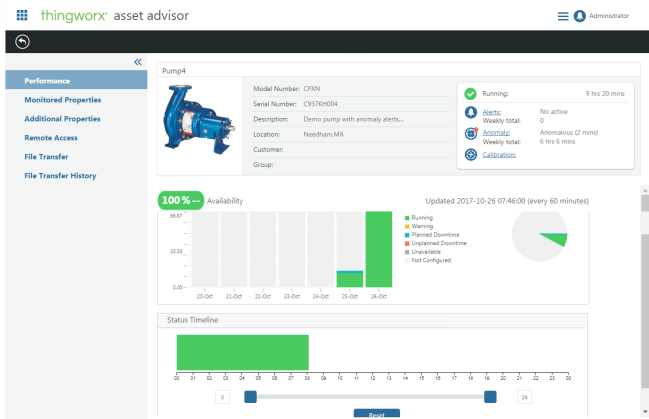 thingworx asset advisor
Administrator
Performance
Monitored Properties
Additional Properties
Remote Access
File Transfer
File Transfer History
Pump4
Model Number: CPXN
Serial Number: C937KH004
Description: Demo pump with anomaly alerts...
Location: Needham,MA
Customer:
Group:
Running: 9 hrs 20 mins
Alerts: No active
Weekly total: 0
Anomaly: Anomalous (2 mins)
Weekly total: 6 hrs 6 mins
Calibration:
100 % -- Availability
Updated 2017-10-26 07:46:00 (every 60 minutes)
66.67
33.33
0.00
20-Oct 21-Oct 22-Oct 23-Oct 24-Oct 25-Oct 26-Oct
Running
Warning
Planned Downtime
Unplanned Downtime
Unavailable
Not Configured
Status Timeline
00 01 02 03 04 05 06 07 08 09 10 11 12 13 14 15 16 17 18 19 20 21 22 23 00
0 24
Reset